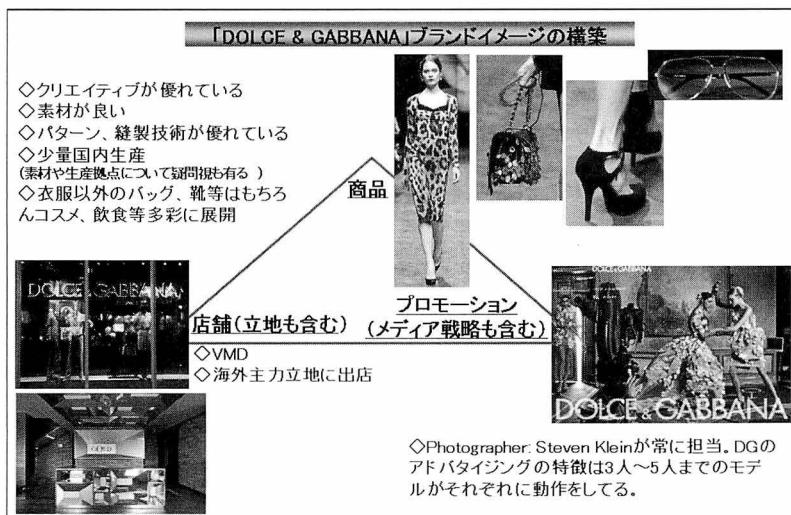 「DOLCE & GABBANA」ブランドイメージの構築
◇クリエイティブが優れている
◇素材が良い
◇パターン、縫製技術が優れている
◇少量国内生産
(素材や生産拠点について疑問視も有る )
◇衣服以外のバッグ、靴等はもちろ
んコスメ、飲食等多彩に展開
商品
DOLCE & GABBANA
店舗(立地も含む)
◇VMD
◇海外主力立地に出店
プロモーション
(メディア戦略も含む)
DOLCE & GABBANA
DOLCE & GABBANA
◇Photographer: Steven Kleinが常に担当。DGの
アドバタイジングの特徴は3人～5人までのモデ
ルがそれぞれに動作をしてる。